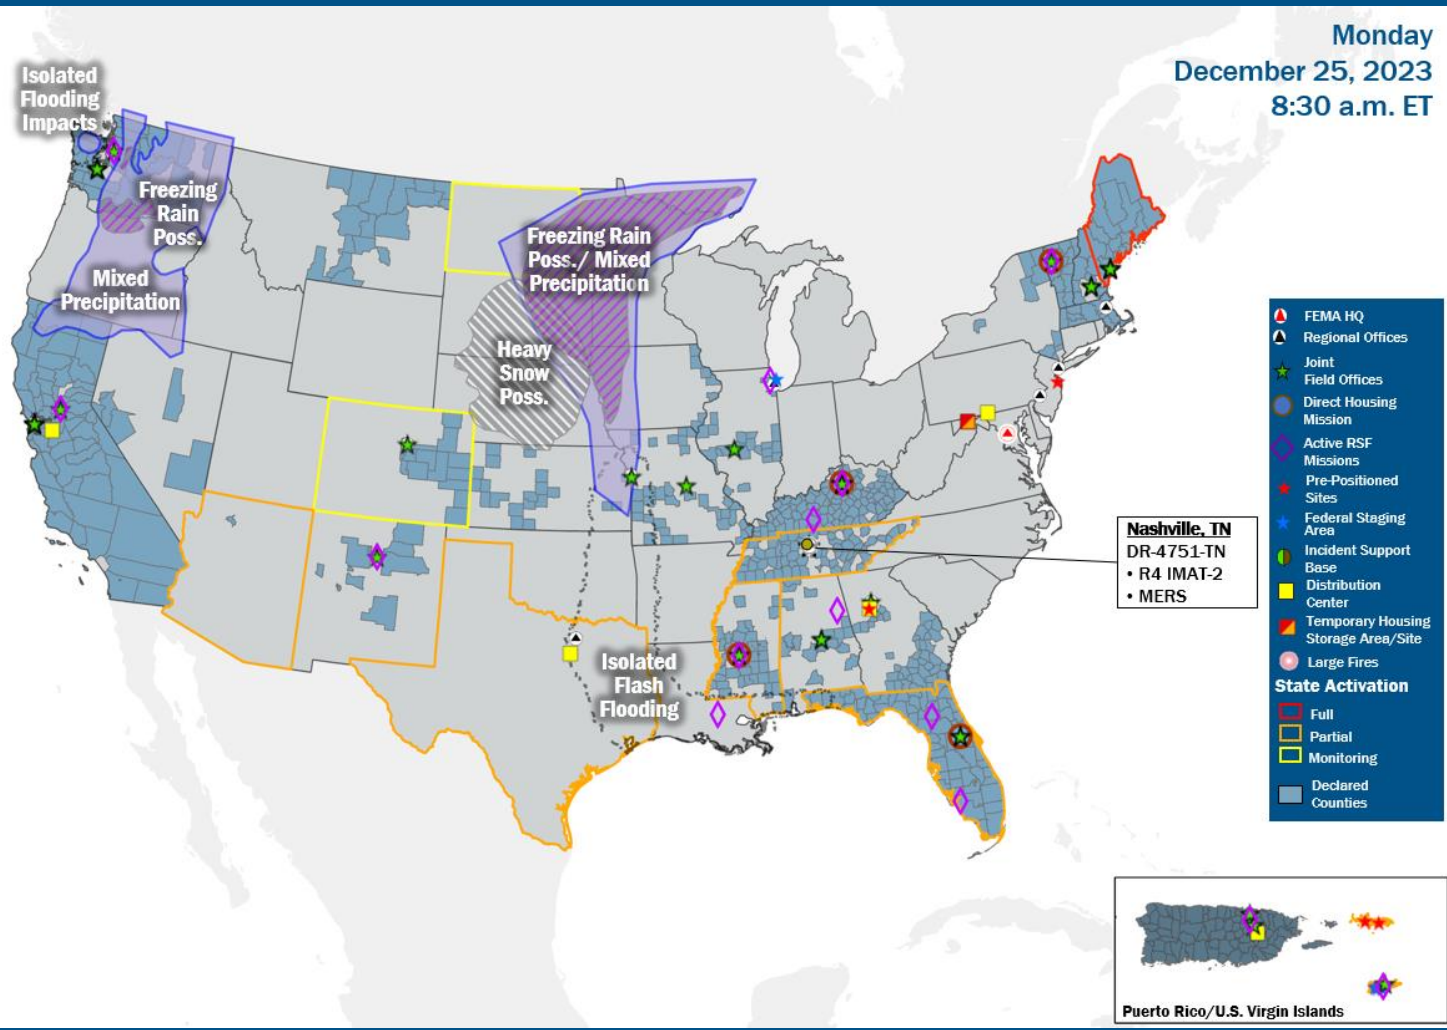 Monday
December 25, 2023
8:30 a.m. ET
Isolated
Flooding
Impacts
Freezing
Rain
Poss.
Mixed
Precipitation
Freezing Rain
Poss./ Mixed
Precipitation
Heavy
Snow
Poss.
Isolated
Flash
Flooding
Nashville, TN
DR-4751-TN
• R4 IMAT-2
• MERS
FEMA HQ
Regional Offices
Joint
Field Offices
Direct Housing
Mission
Active RSF
Missions
Pre-Positioned
Sites
Federal Staging
Area
Incident Support
Base
Distribution
Center
Temporary Housing
Storage Area/Site
Large Fires
State Activation
Full
Partial
Monitoring
Declared
Counties
Puerto Rico/U.S. Virgin Islands